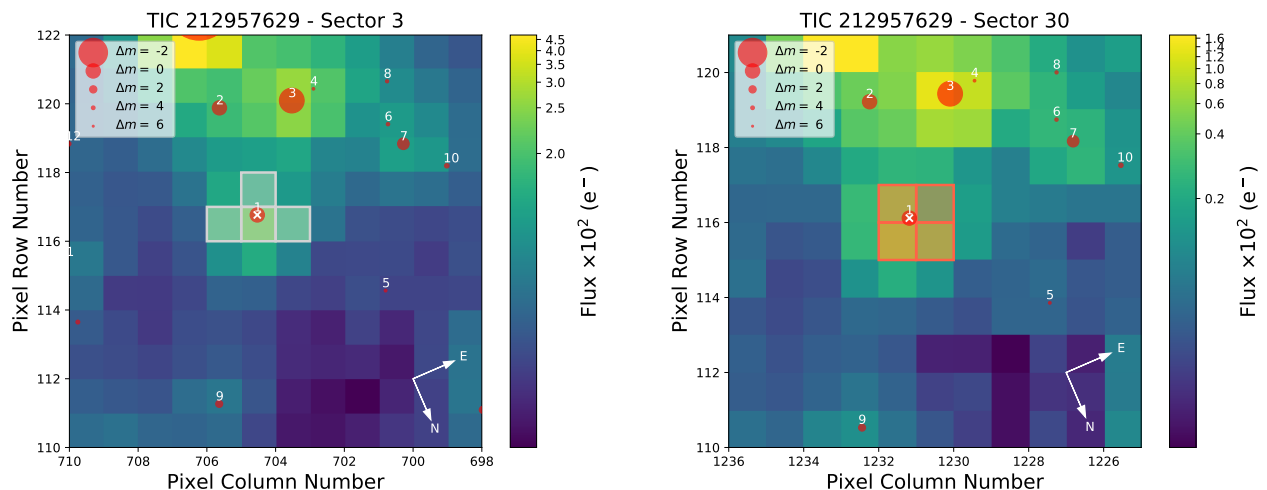 TIC 212957629 - Sector 3
Δm = -2
Δm = 0
Δm = 2
Δm = 4
Δm = 6
122
120
118
116
114
112
110
710
708
706
704
702
700
698
Pixel Row Number
Pixel Column Number
1
2
3
4
5
6
7
8
9
10
12
1
E
N
4.5
4.0
3.5
3.0
2.5
2.0
Flux ×10² (e⁻)
TIC 212957629 - Sector 30
Δm = -2
Δm = 0
Δm = 2
Δm = 4
Δm = 6
120
118
116
114
112
110
1236
1234
1232
1230
1228
1226
Pixel Row Number
Pixel Column Number
1
2
3
4
5
6
7
8
9
10
E
N
1.6
1.4
1.2
1.0
0.8
0.6
0.4
0.2
Flux ×10² (e⁻)